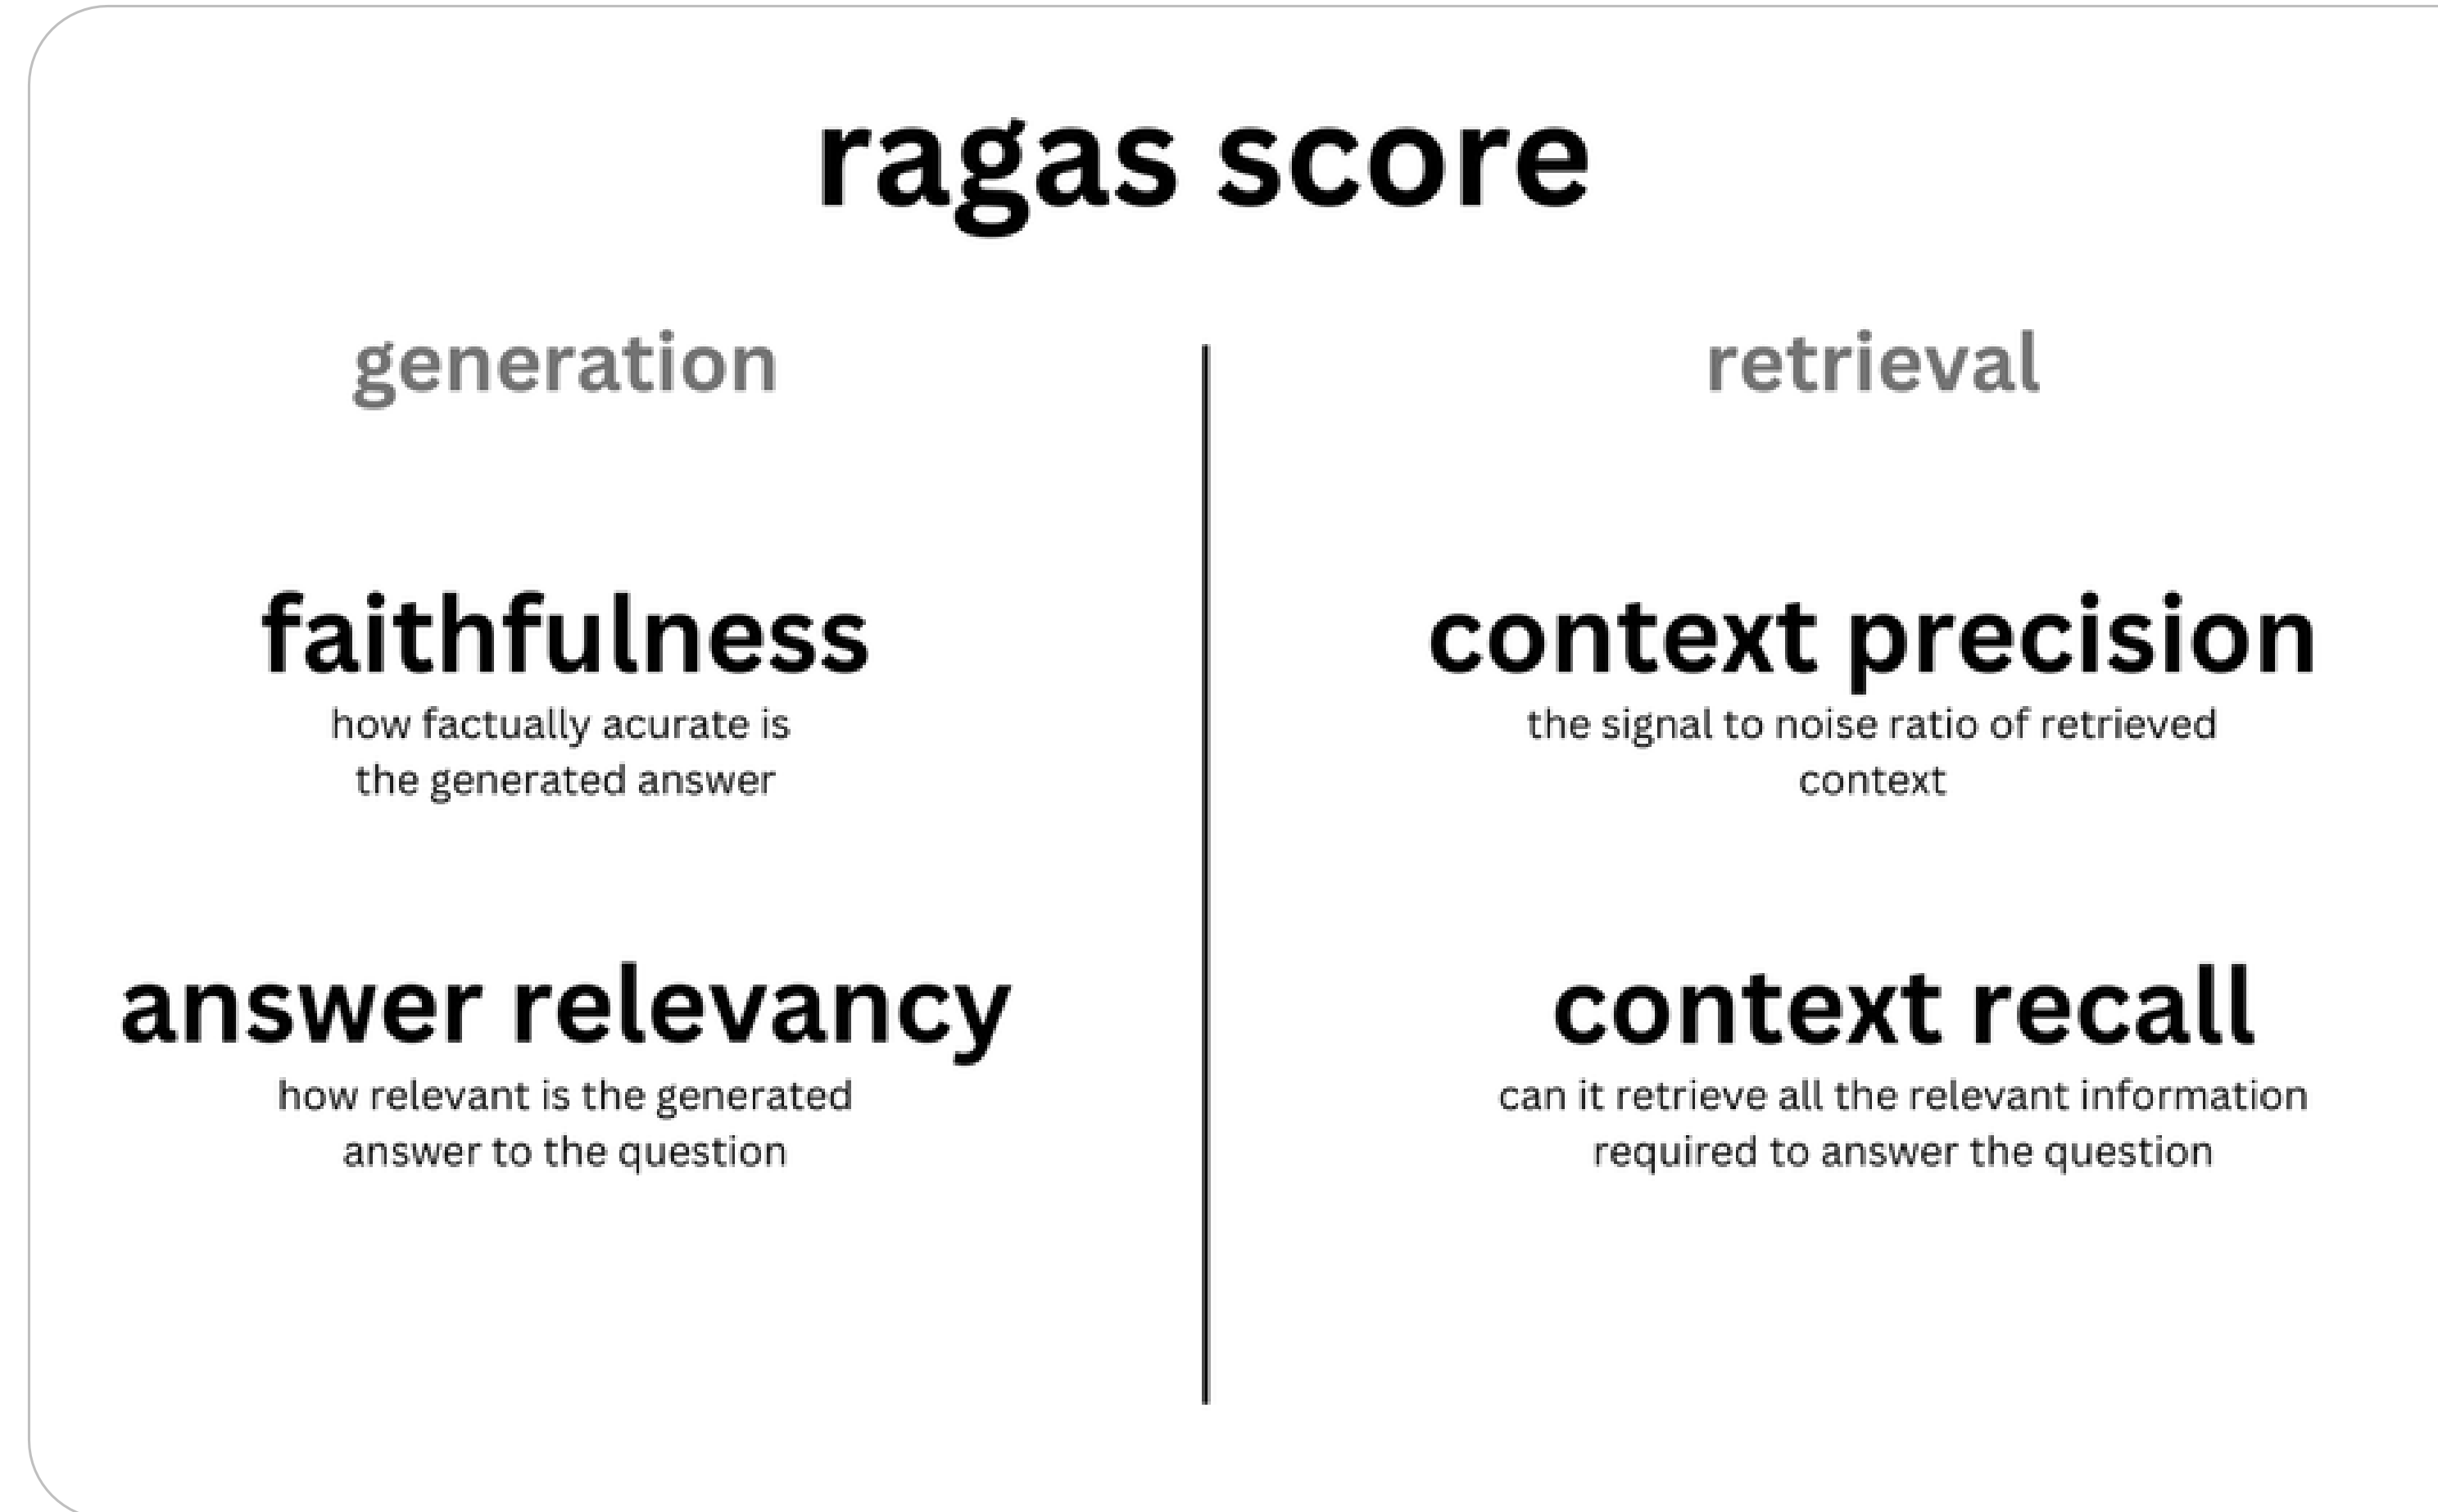 ragas score
generation
faithfulness
how factually acurate is
the generated answer
answer relevancy
how relevant is the generated
answer to the question
retrieval
context precision
the signal to noise ratio of retrieved
context
context recall
can it retrieve all the relevant information
required to answer the question